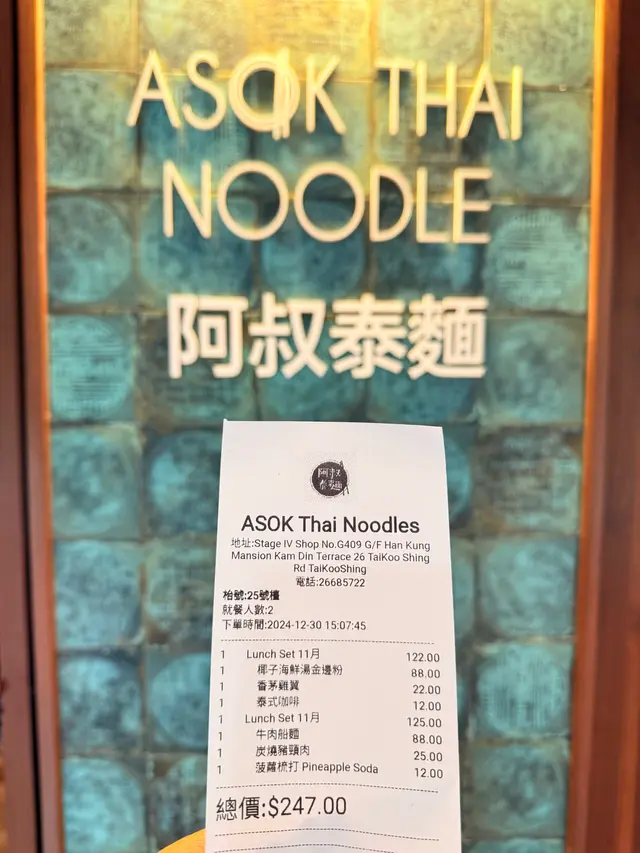 ASOK THAI
NOODLE
阿叔泰麵
阿叔
泰麵
ASOK Thai Noodles
地址:Stage IV Shop No.G409 G/F Han Kung
Mansion Kam Din Terrace 26 TaiKoo Shing
Rd TaiKooShing
電話:26685722
枱號:25號檯
就餐人數:2
下單時間:2024-12-30 15:07:45
1 Lunch Set 11月 122.00
1 椰子海鮮湯金邊粉 88.00
1 香茅雞翼 22.00
1 泰式咖啡 12.00
1 Lunch Set 11月 125.00
1 牛肉船麵 88.00
1 炭燒豬頸肉 25.00
1 菠蘿梳打 Pineapple Soda 12.00
總價:$247.00